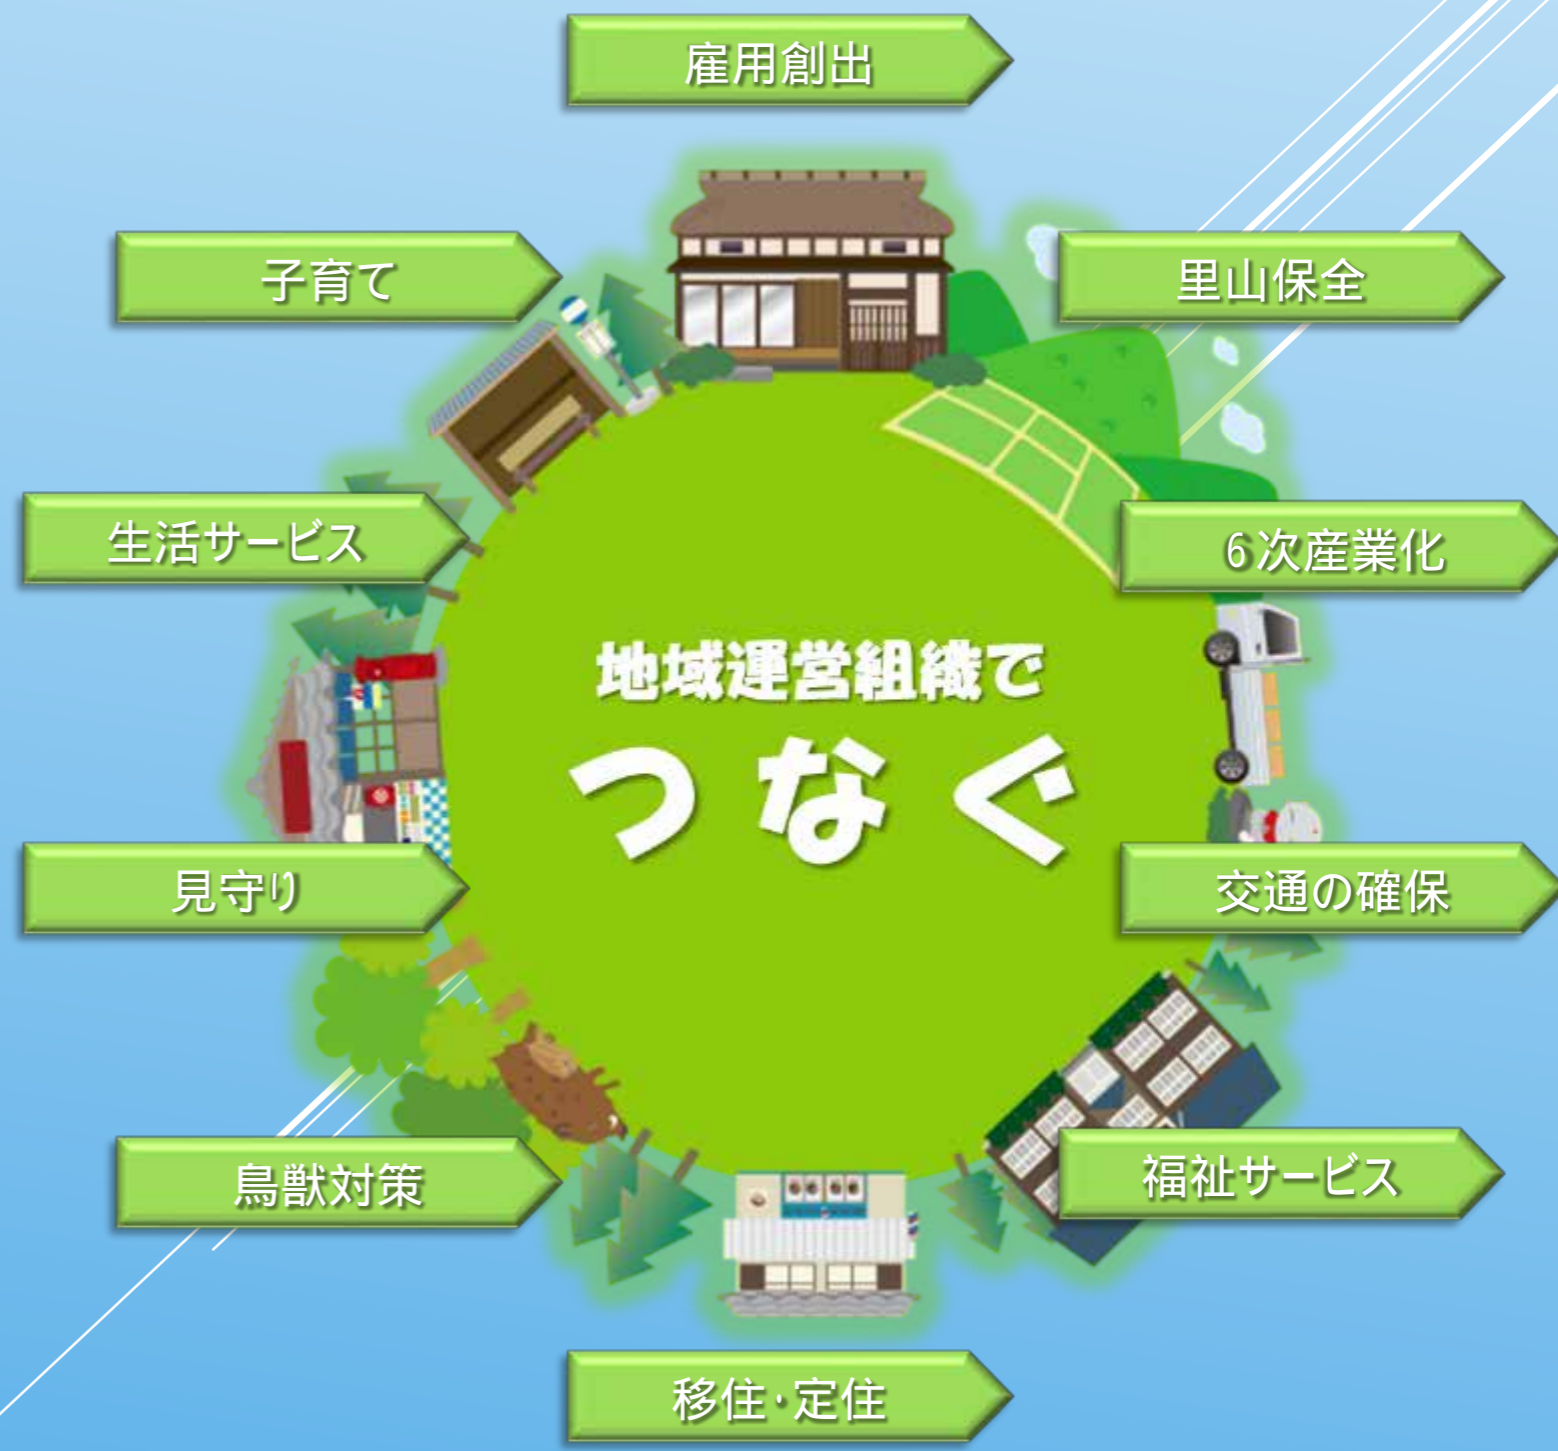 雇用創出
子育て
里山保全
生活サービス
6次産業化
地域運営組織で
つなぐ
見守り
交通の確保
鳥獣対策
福祉サービス
移住・定住